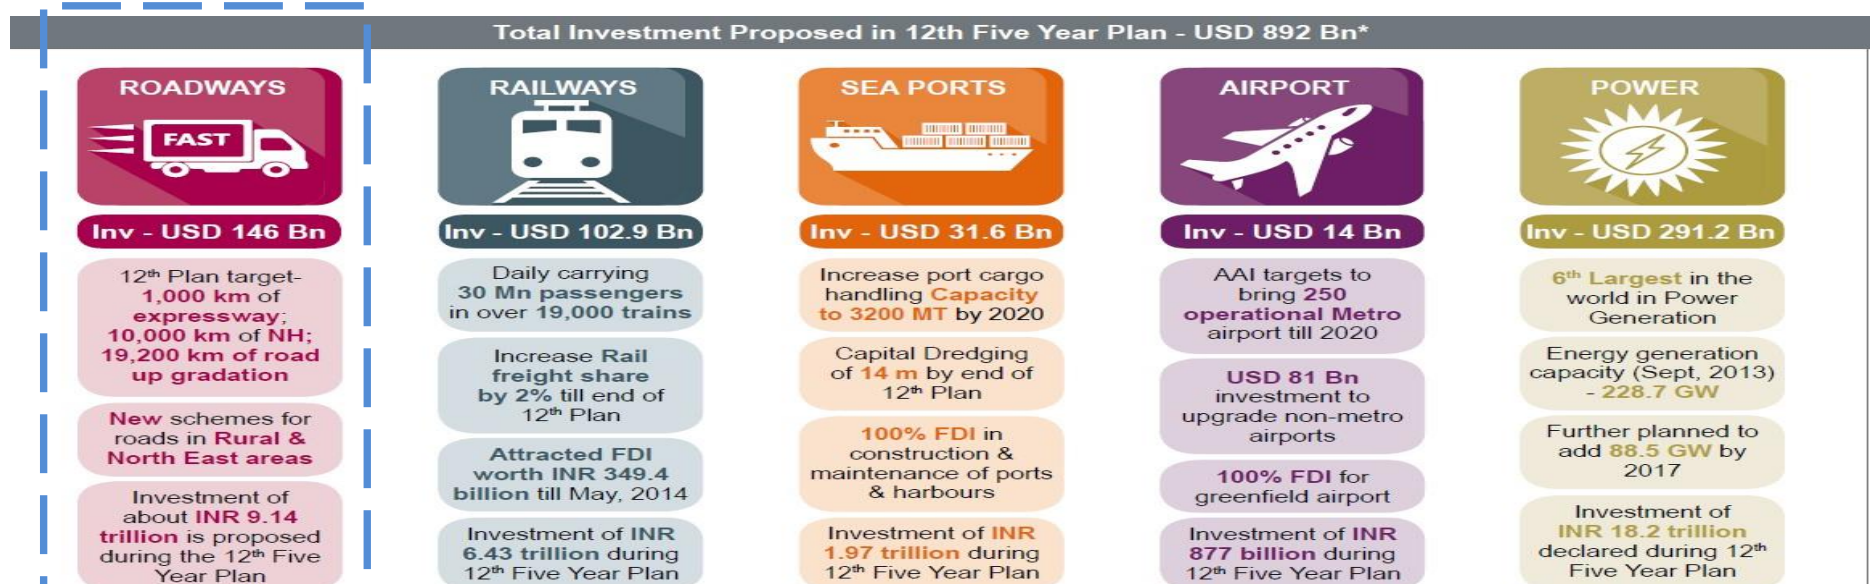 Total Investment Proposed in 12th Five Year Plan - USD 892 Bn*
ROADWAYS
FAST
Inv - USD 146 Bn
12th Plan target-
1,000 km of
expressway;
10,000 km of NH;
19,200 km of road
up gradation
New schemes for
roads in Rural &
North East areas
Investment of
about INR 9.14
trillion is proposed
during the 12th Five
Year Plan
RAILWAYS
Inv - USD 102.9 Bn
Daily carrying
30 Mn passengers
in over 19,000 trains
Increase Rail
freight share
by 2% till end of
12th Plan
Attracted FDI
worth INR 349.4
billion till May, 2014
Investment of INR
6.43 trillion during
12th Five Year Plan
SEA PORTS
Inv - USD 31.6 Bn
Increase port cargo
handling Capacity
to 3200 MT by 2020
Capital Dredging
of 14 m by end of
12th Plan
100% FDI in
construction &
maintenance of ports
& harbours
Investment of INR
1.97 trillion during
12th Five Year Plan
AIRPORT
Inv - USD 14 Bn
AAI targets to
bring 250
operational Metro
airport till 2020
USD 81 Bn
investment to
upgrade non-metro
airports
100% FDI for
greenfield airport
Investment of INR
877 billion during
12th Five Year Plan
POWER
Inv - USD 291.2 Bn
6th Largest in the
world in Power
Generation
Energy generation
capacity (Sept, 2013)
- 228.7 GW
Further planned to
add 88.5 GW by
2017
Investment of
INR 18.2 trillion
declared during 12th
Five Year Plan